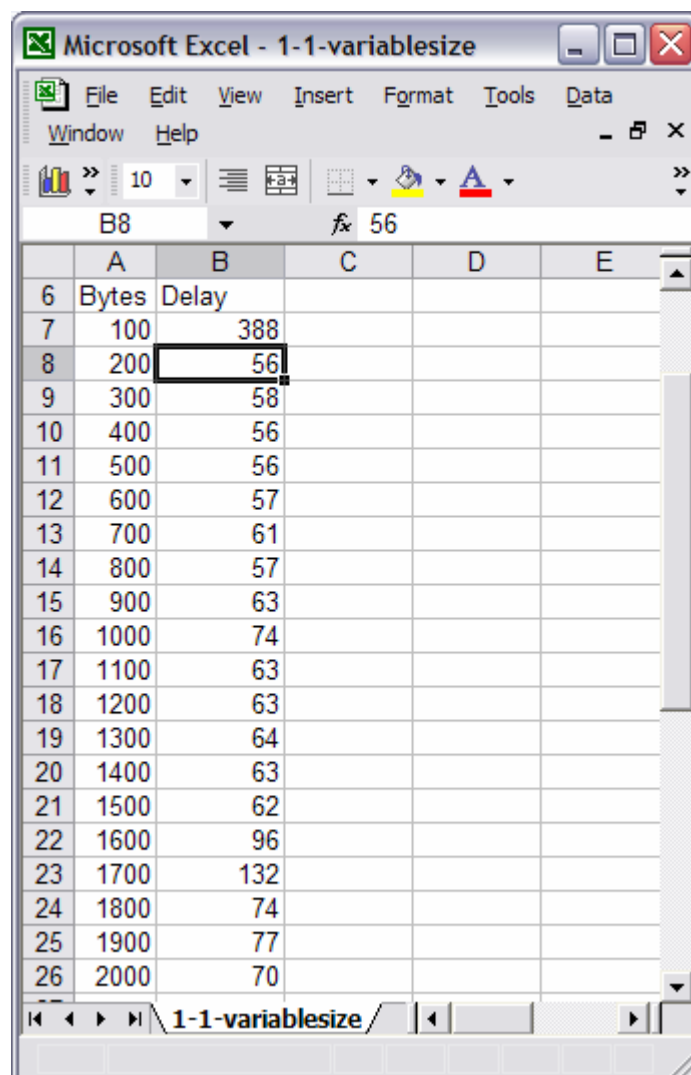 Microsoft Excel - 1-1-variablesize
File Edit View Insert Format Tools Data
Window Help
10
B8 fx 56
A B C D E
6 Bytes Delay
7 100 388
8 200 56
9 300 58
10 400 56
11 500 56
12 600 57
13 700 61
14 800 57
15 900 63
16 1000 74
17 1100 63
18 1200 63
19 1300 64
20 1400 63
21 1500 62
22 1600 96
23 1700 132
24 1800 74
25 1900 77
26 2000 70
1-1-variablesize